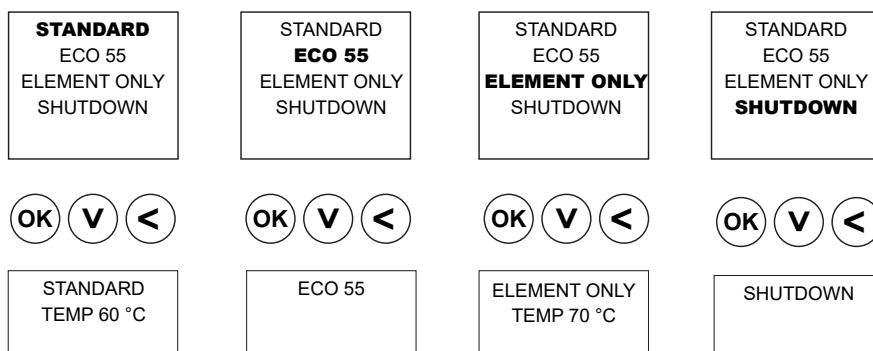 STANDARD
ECO 55
ELEMENT ONLY
SHUTDOWN
STANDARD
ECO 55
ELEMENT ONLY
SHUTDOWN
STANDARD
ECO 55
ELEMENT ONLY
SHUTDOWN
STANDARD
ECO 55
ELEMENT ONLY
SHUTDOWN
OK V <
OK V <
OK V <
OK V <
STANDARD
TEMP 60 °C
ECO 55
ELEMENT ONLY
TEMP 70 °C
SHUTDOWN